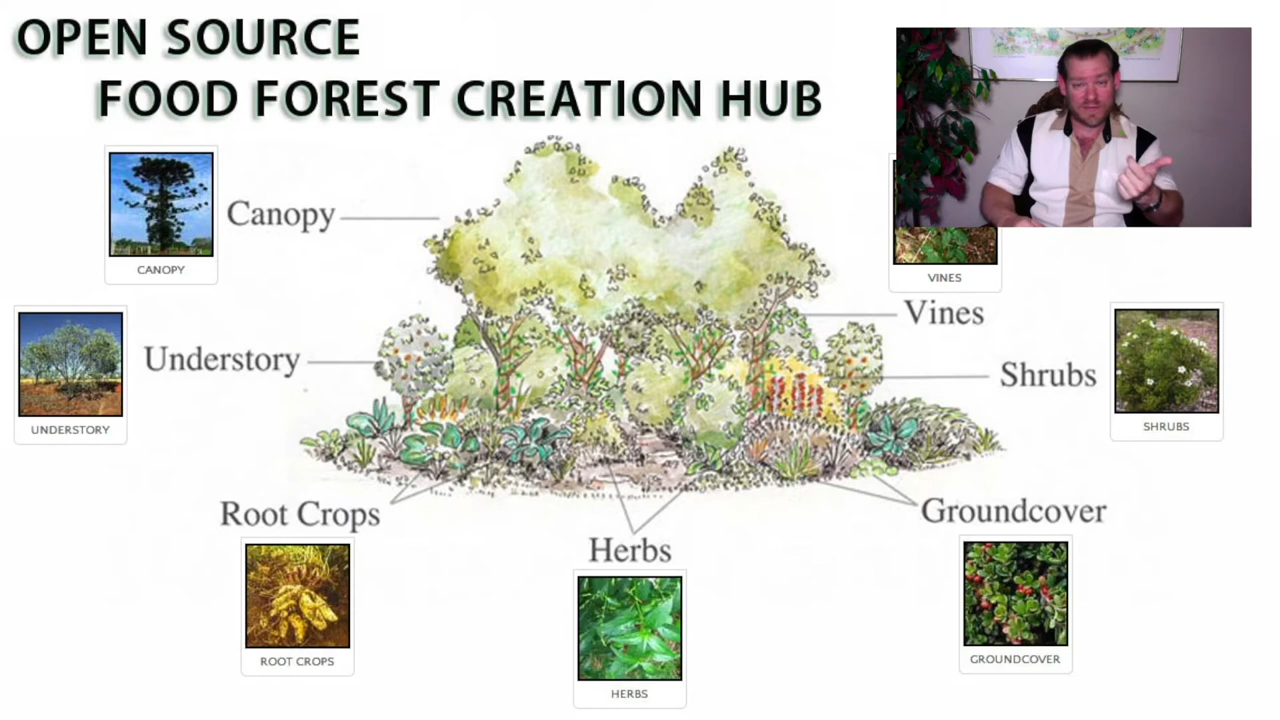 OPEN SOURCE
FOOD FOREST CREATION HUB
CANOPY
Canopy
VINES
Vines
UNDERSTORY
Understory
Shrubs
SHRUBS
Root Crops
Herbs
Groundcover
ROOT CROPS
HERBS
GROUNDCOVER